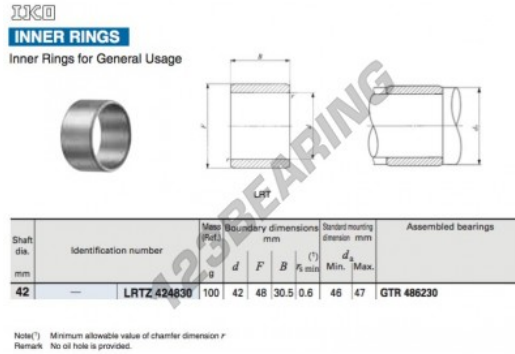 IKO
INNER RINGS
Inner Rings for General Usage
B
r
r
F
d
dₐ
LRT
123BEARING
Shaft dia. mm
Identification number
Mass (Ref.) g
Boundary dimensions mm
d F B rₛ min (¹)
Standard mounting dimension mm
dₐ
Min. Max.
Assembled bearings
42 — LRTZ 424830 100 42 48 30.5 0.6 46 47 GTR 486230
Note(¹) Minimum allowable value of chamfer dimension r
Remark No oil hole is provided.